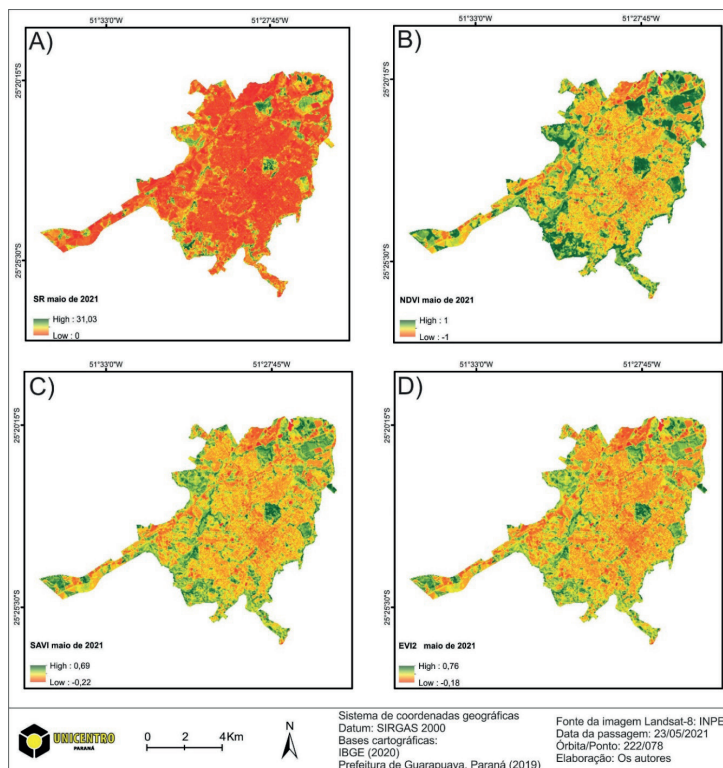 51°33'0"W
51°27'45"W
A)
25°20'15"S
25°25'30"S
SR maio de 2021
High : 31,03
Low : 0
51°33'0"W
51°27'45"W
B)
25°20'15"S
25°25'30"S
NDVI maio de 2021
High : 1
Low : -1
51°33'0"W
51°27'45"W
C)
25°20'15"S
25°25'30"S
SAVI maio de 2021
High : 0,69
Low : -0,22
51°33'0"W
51°27'45"W
D)
25°20'15"S
25°25'30"S
EVI2 maio de 2021
High : 0,76
Low : -0,18
UNICENTRO
PARANÁ
0 2 4Km
N
Sistema de coordenadas geográficas
Datum: SIRGAS 2000
Bases cartográficas:
IBGE (2020)
Prefeitura de Guarapuava, Paraná (2019)
Fonte da imagem Landsat-8: INPE
Data da passagem: 23/05/2021
Órbita/Ponto: 222/078
Elaboração: Os autores